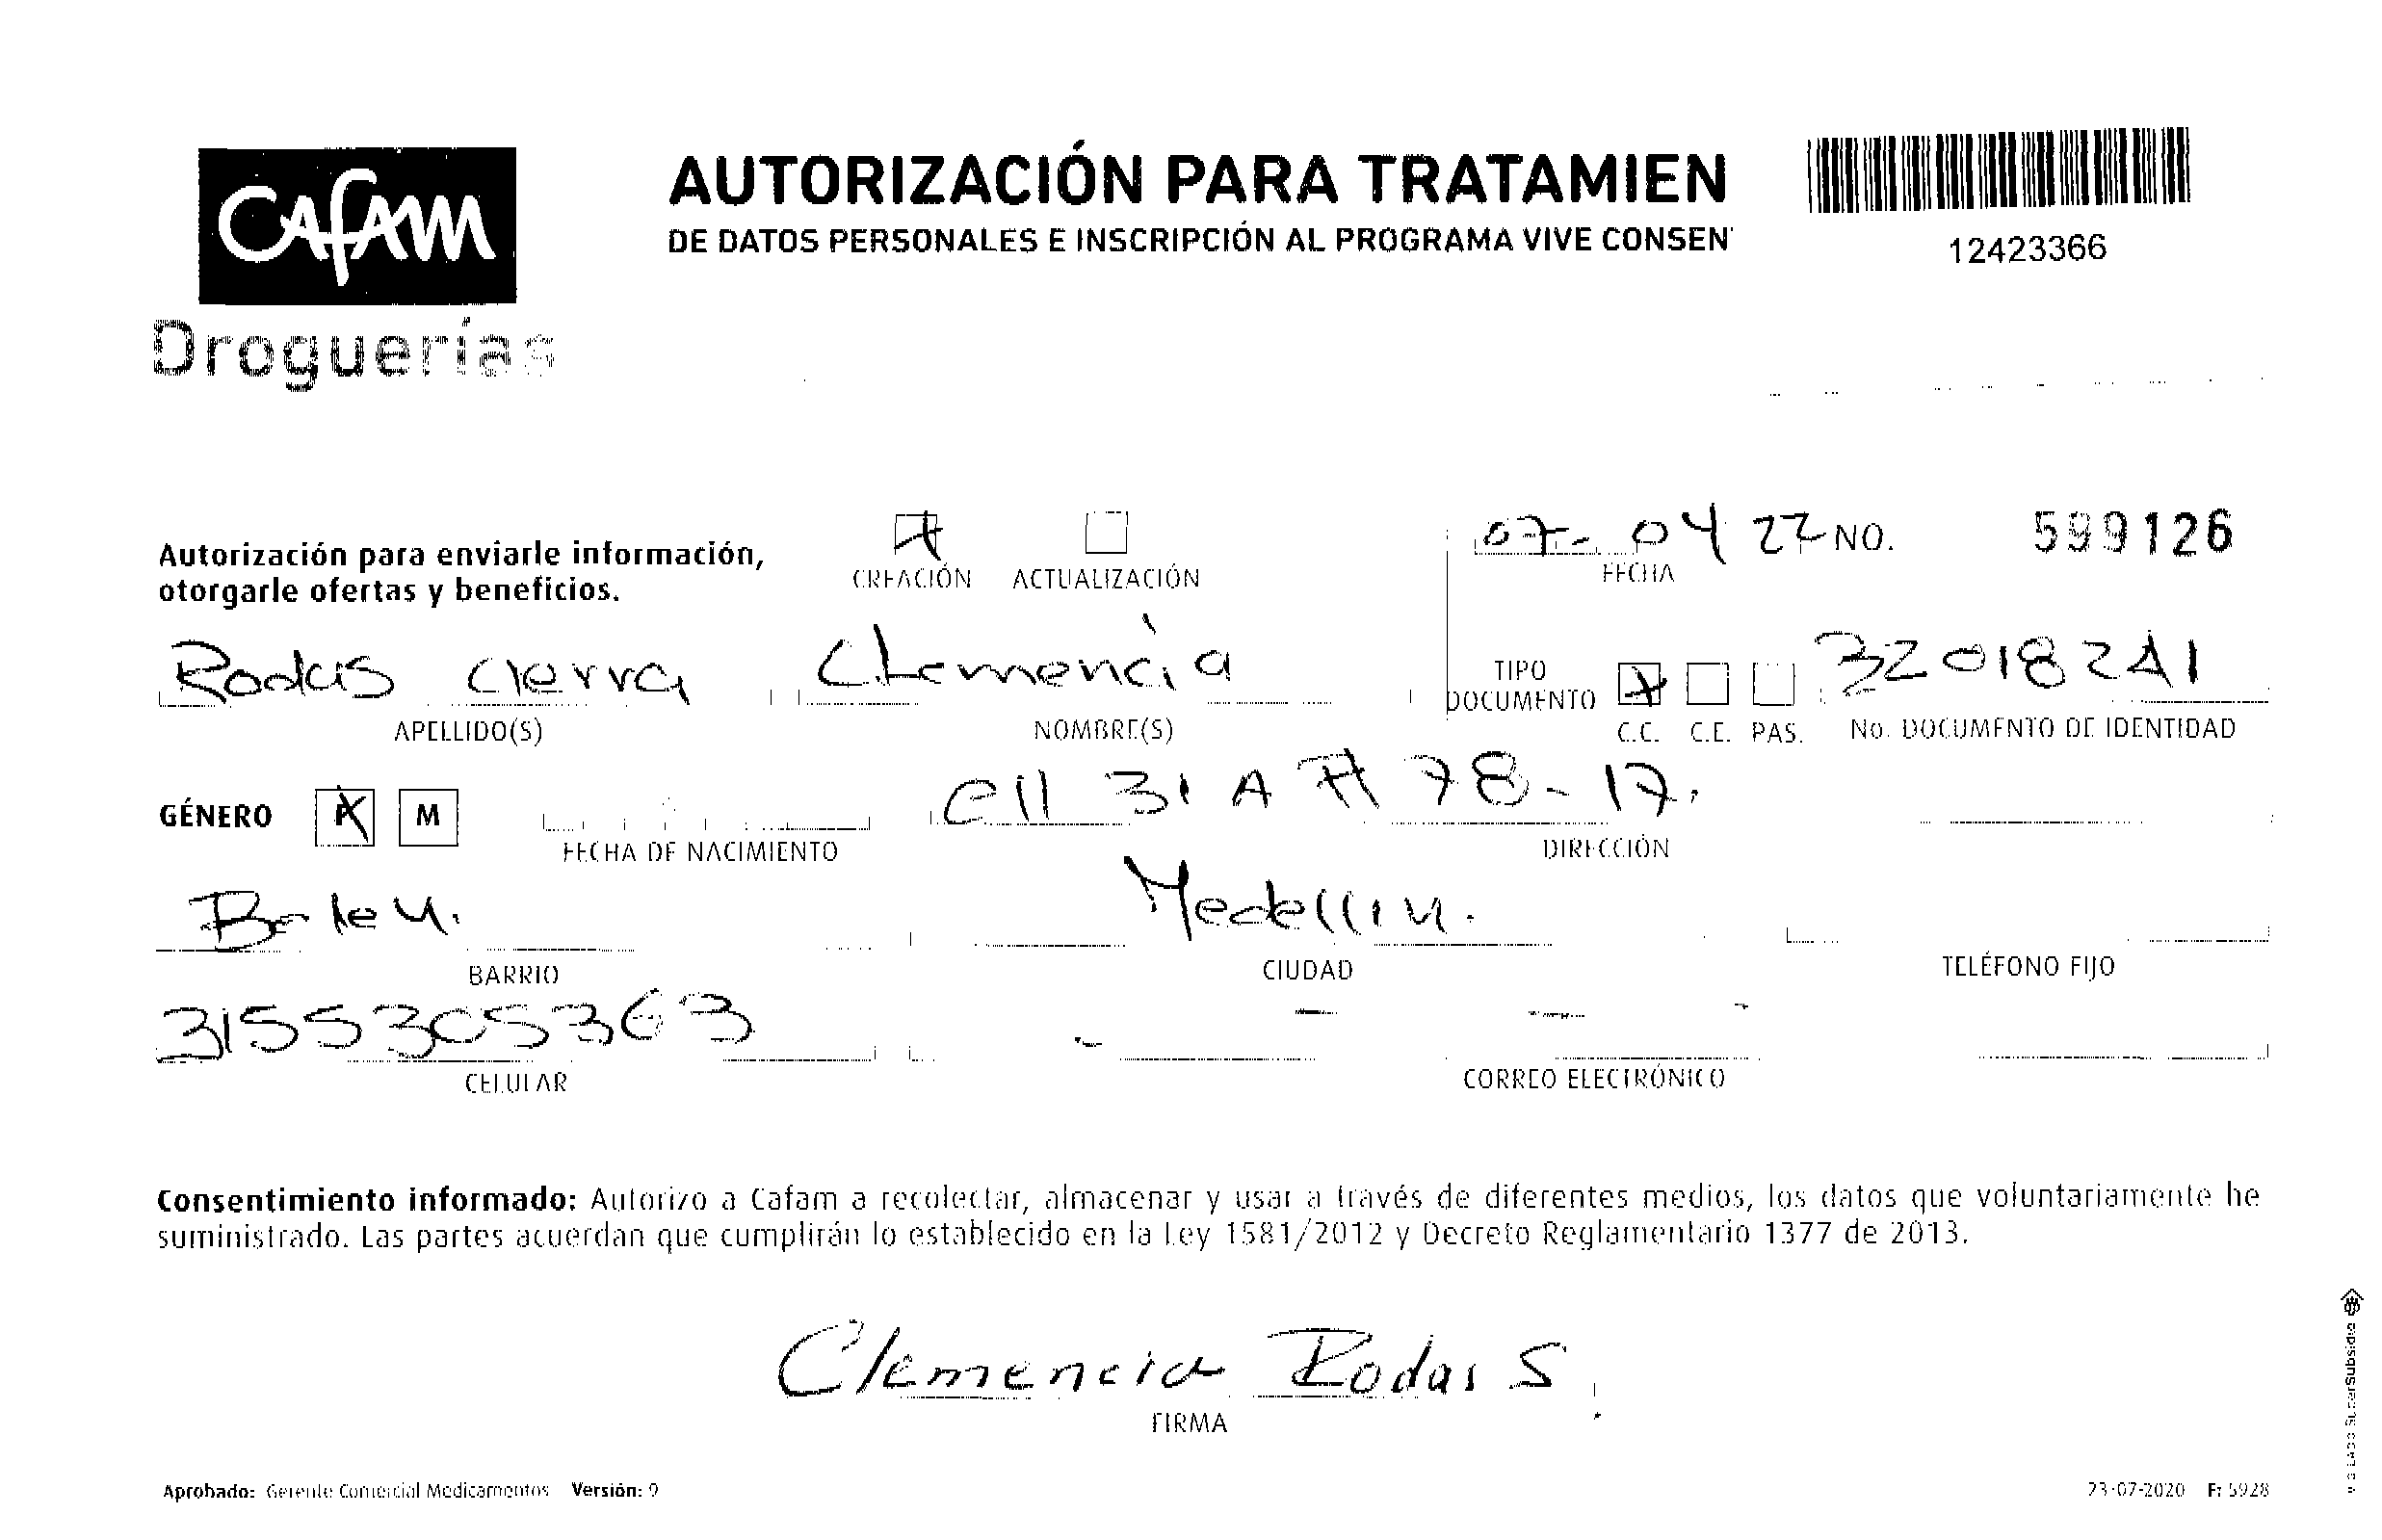 CAFAM
Droguerías
AUTORIZACIÓN PARA TRATAMIEN
DE DATOS PERSONALES E INSCRIPCIÓN AL PROGRAMA VIVE CONSEN
12423366
Autorización para enviarle información,
otorgarle ofertas y beneficios.
CREACIÓN ACTUALIZACIÓN
07- 04 22 NO. 599126
FECHA
Rodas cierra Clemencia
APELLIDO(S) NOMBRE(S)
TIPO DOCUMENTO C.C. C.E. PAS.
32018241
No. DOCUMENTO DE IDENTIDAD
GÉNERO F M
FECHA DE NACIMIENTO
Cll 31 A # 78-17.
DIRECCIÓN
Belen. Medellin.
BARRIO CIUDAD TELÉFONO FIJO
3155305363
CELULAR CORREO ELECTRÓNICO
Consentimiento informado: Autorizo a Cafam a recolectar, almacenar y usar a través de diferentes medios, los datos que voluntariamente he
suministrado. Las partes acuerdan que cumplirán lo establecido en la Ley 1581/2012 y Decreto Reglamentario 1377 de 2013.
Clemencia Rodas S.
FIRMA
Aprobado: Gerente Comercial Medicamentos Versión: 9
23-07-2020 F: 5928
SuperSubsidio